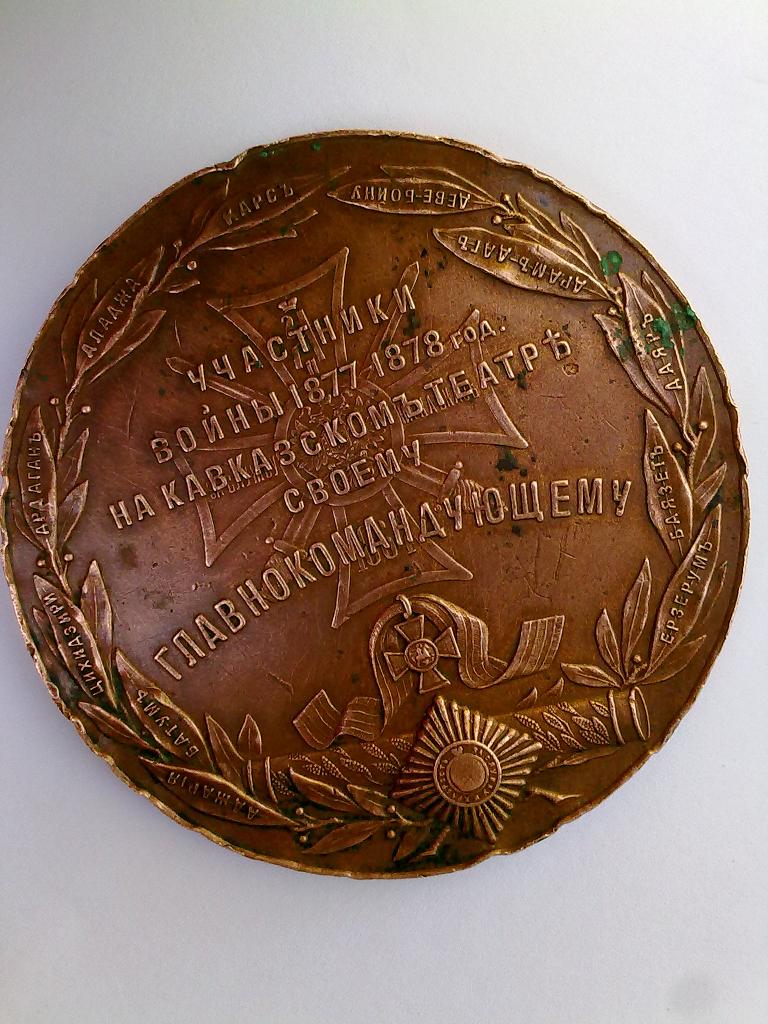 УЧАСТНИКИ
ВОЙНЫ 1877-1878 ГОД.
НА КАВКАЗСКОМЪ ТЕАТРѢ
СВОЕМУ
ГЛАВНОКОМАНДУЮЩЕМУ
АДЖАРІЯ
БАТУМЪ
ЦИХИДЗИРИ
АРДАГАНЪ
АЛАДЖА
КАРСЪ
ДЕВЕ-БОЙНУ
АРАМЪ-ДАГЪ
БАЯЗЕТЪ
ЕРЗЕРУМЪ